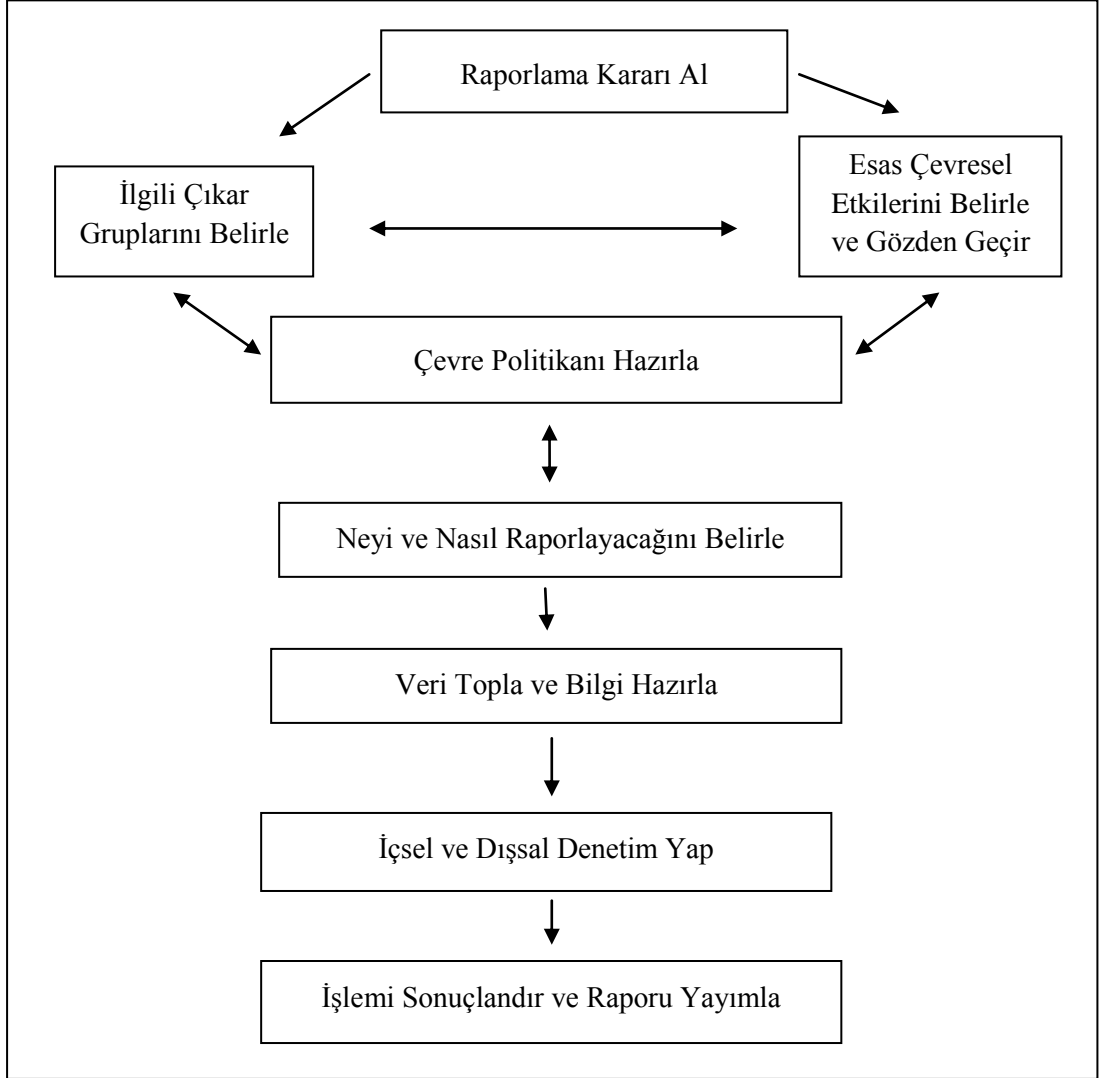 Raporlama Kararı Al
İlgili Çıkar
Gruplarını Belirle
Esas Çevresel
Etkilerini Belirle
ve Gözden Geçir
Çevre Politikanı Hazırla
Neyi ve Nasıl Raporlayacağını Belirle
Veri Topla ve Bilgi Hazırla
İçsel ve Dışsal Denetim Yap
İşlemi Sonuçlandır ve Raporu Yayımla